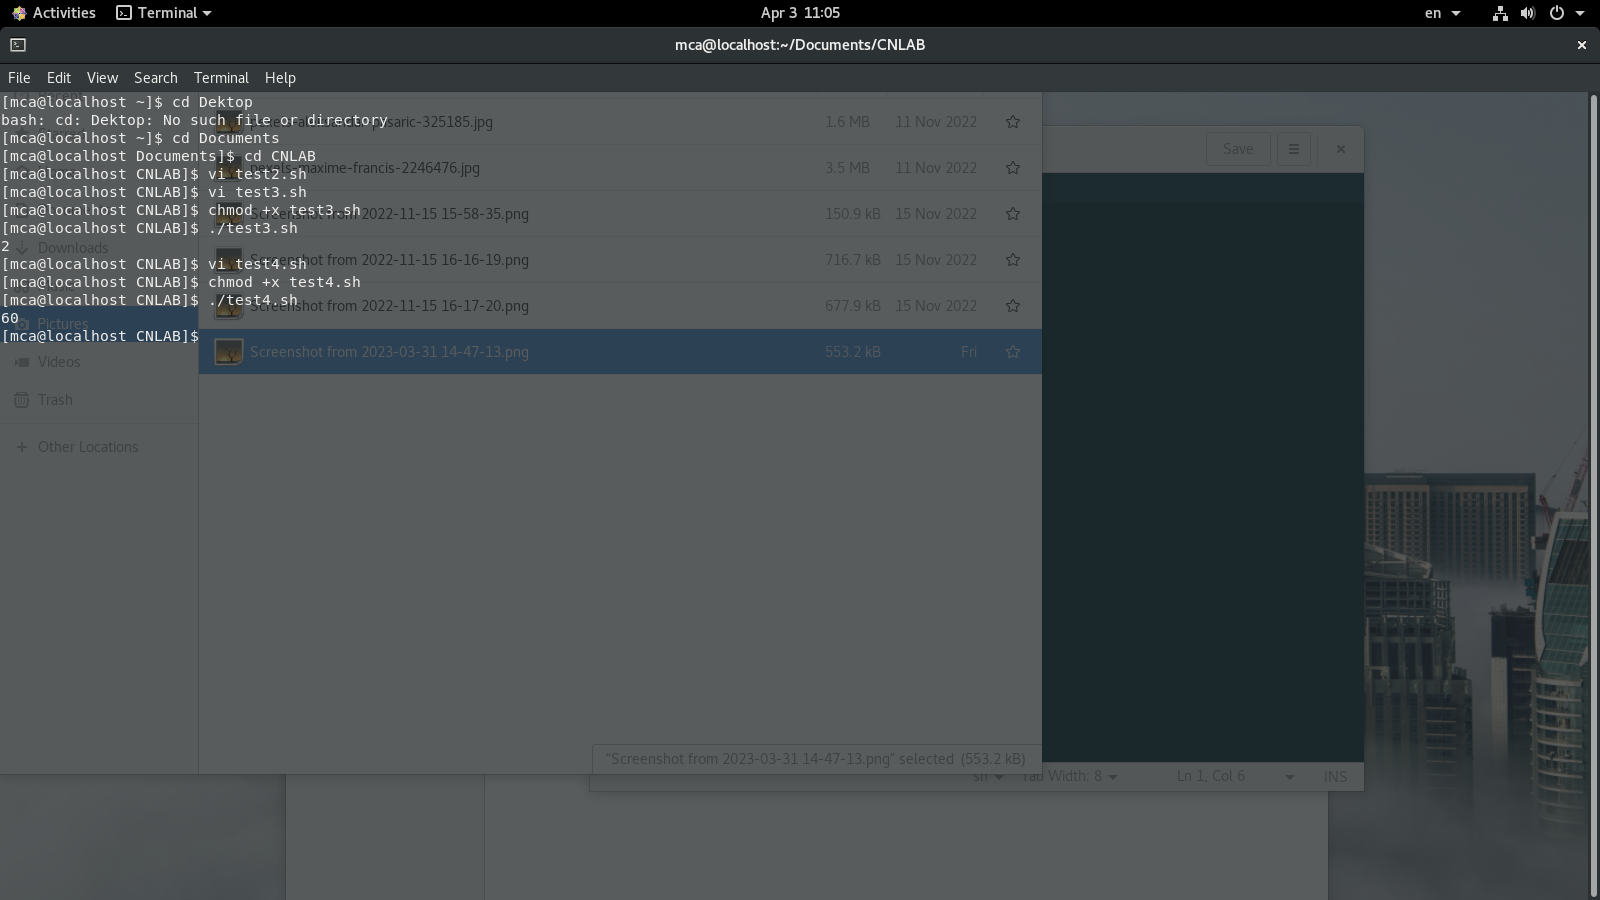 Activities
Terminal
Apr 3 11:05
en
mca@localhost:~/Documents/CNLAB
File Edit View Search Terminal Help
[mca@localhost ~]$ cd Dektop
bash: cd: Dektop: No such file or directory
[mca@localhost ~]$ cd Documents
[mca@localhost Documents]$ cd CNLAB
[mca@localhost CNLAB]$ vi test2.sh
[mca@localhost CNLAB]$ vi test3.sh
[mca@localhost CNLAB]$ chmod +x test3.sh
[mca@localhost CNLAB]$ ./test3.sh
2
[mca@localhost CNLAB]$ vi test4.sh
[mca@localhost CNLAB]$ chmod +x test4.sh
[mca@localhost CNLAB]$ ./test4.sh
60
[mca@localhost CNLAB]$
Downloads
Pictures
Videos
Trash
Other Locations
1.6 MB 11 Nov 2022
pexels-maxime-francis-2246476.jpg 3.5 MB 11 Nov 2022
Screenshot from 2022-11-15 15-58-35.png 150.9 kB 15 Nov 2022
Screenshot from 2022-11-15 16-16-19.png 716.7 kB 15 Nov 2022
Screenshot from 2022-11-15 16-17-20.png 677.9 kB 15 Nov 2022
Screenshot from 2023-03-31 14-47-13.png 553.2 kB Fri
"Screenshot from 2023-03-31 14-47-13.png" selected (553.2 kB)
Save
sh Tab Width: 8 Ln 1, Col 6 INS